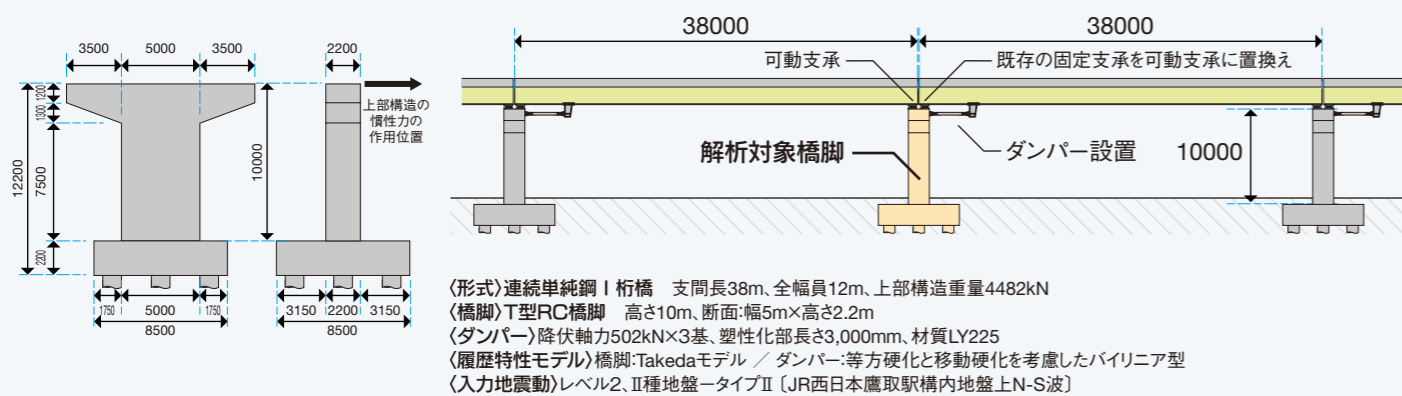 3500
5000
3500
2200
1200
1300
7500
12200
2200
10000
上部構造の
慣性力の
作用位置
1750
5000
1750
8500
3150
2200
3150
8500
38000
38000
可動支承
既存の固定支承を可動支承に置換え
解析対象橋脚
ダンパー設置
10000
〈形式〉連続単純鋼I桁橋 支間長38m、全幅員12m、上部構造重量4482kN
〈橋脚〉T型RC橋脚 高さ10m、断面:幅5m×高さ2.2m
〈ダンパー〉降伏軸力502kN×3基、塑性化部長さ3,000mm、材質LY225
〈履歴特性モデル〉橋脚:Takedaモデル / ダンパー:等方硬化と移動硬化を考慮したバイリニア型
〈入力地震動〉レベル2、Ⅱ種地盤ータイプⅡ〔JR西日本鷹取駅構内地盤上N-S波〕